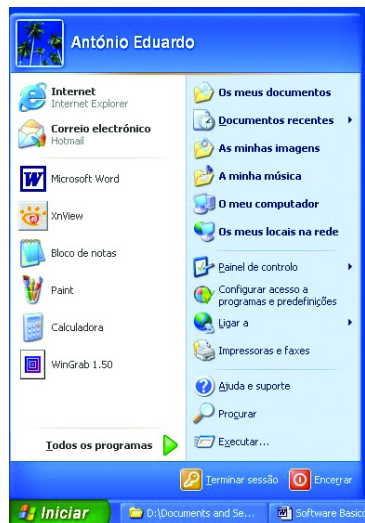 António Eduardo
Internet
Internet Explorer
Correio electrónico
Hotmail
Microsoft Word
XnView
Bloco de notas
Paint
Calculadora
WinGrab 1.50
Todos os programas
Os meus documentos
Documentos recentes
As minhas imagens
A minha música
O meu computador
Os meus locais na rede
Painel de controlo
Configurar acesso a
programas e predefinições
Ligar a
Impressoras e faxes
Ajuda e suporte
Procurar
Executar...
Terminar sessão
Encerrar
Iniciar
D:\Documents and Se...
Software Basico